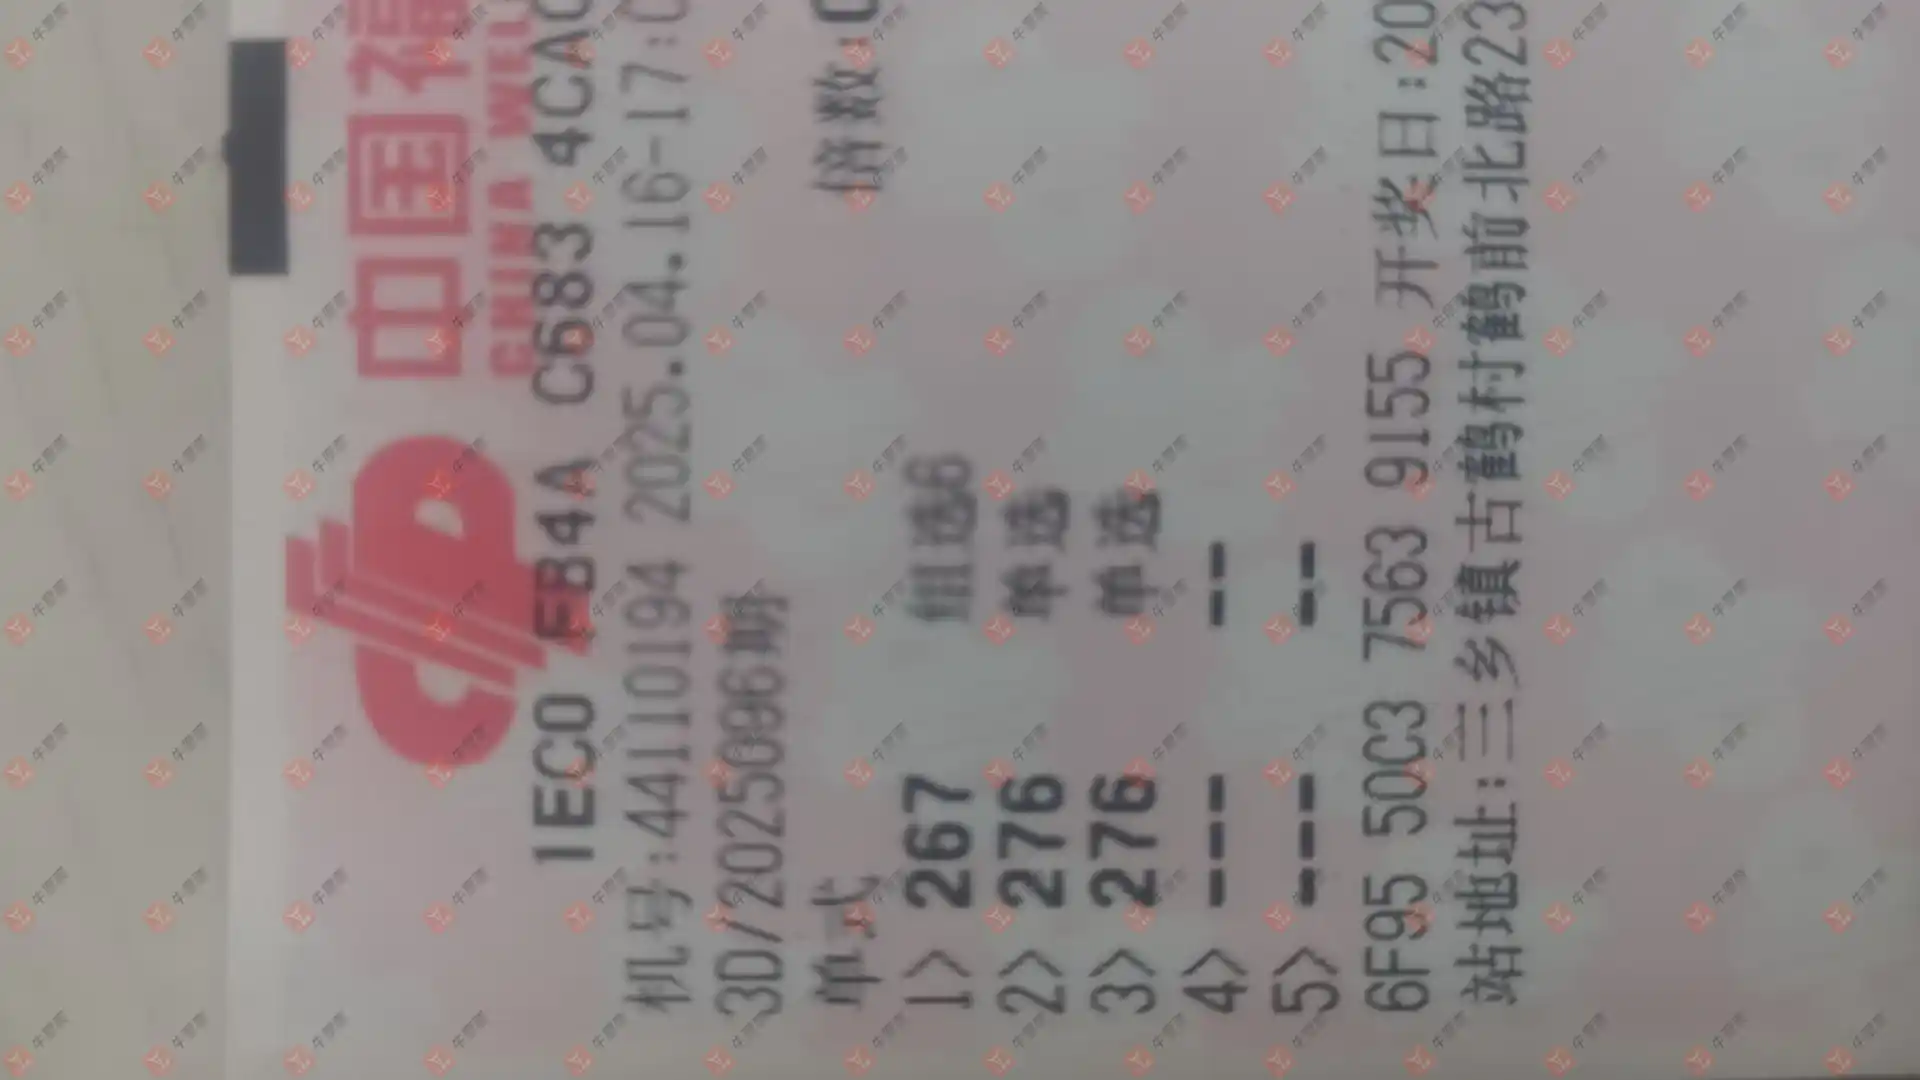 中国福
CHINA WEL
1EC0 FB4A C683 4CAC
机号:44110194 2025.04.16-17:0
3D/2025096期
单式 倍数:0
1> 267 组选6
2> 276 单选
3> 276 单选
4> --- --
5> --- --
6F95 50C3 7563 9155 开奖日:20
站地址:三乡镇古鹤村鹤前北路23